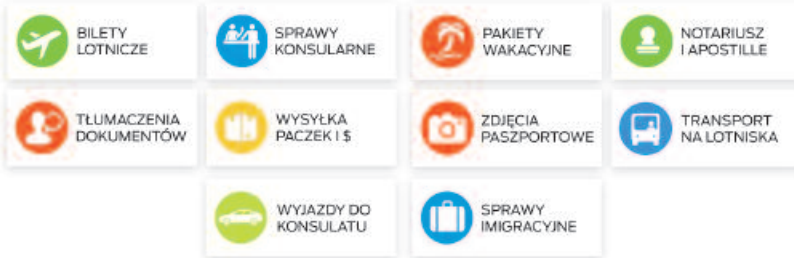 BILETY
LOTNICZE
SPRAWY
KONSULARNE
PAKIETY
WAKACYJNE
NOTARIUSZ
I APOSTILLE
TŁUMACZENIA
DOKUMENTÓW
WYSYŁKA
PACZEK I $
ZDJĘCIA
PASZPORTOWE
TRANSPORT
NA LOTNISKA
WYJAZDY DO
KONSULATU
SPRAWY
IMIGRACYJNE